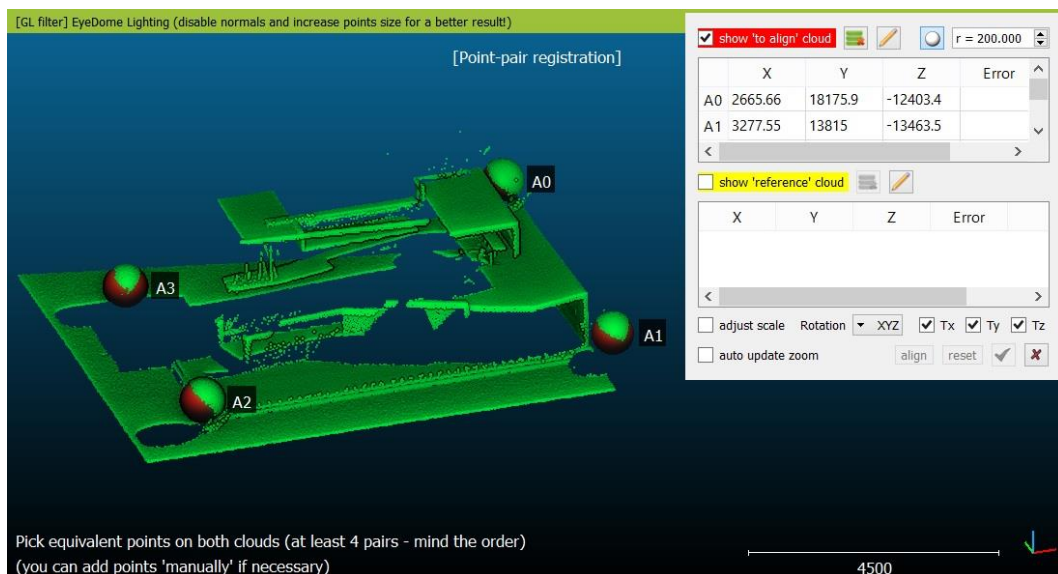 [GL filter] EyeDome Lighting (disable normals and increase points size for a better result!)
[Point-pair registration]
show 'to align' cloud r = 200.000
X Y Z Error
A0 2665.66 18175.9 -12403.4
A1 3277.55 13815 -13463.5
show 'reference' cloud
X Y Z Error
adjust scale Rotation XYZ Tx Ty Tz
auto update zoom align reset
A0
A3
A1
A2
Pick equivalent points on both clouds (at least 4 pairs - mind the order)
(you can add points 'manually' if necessary)
4500